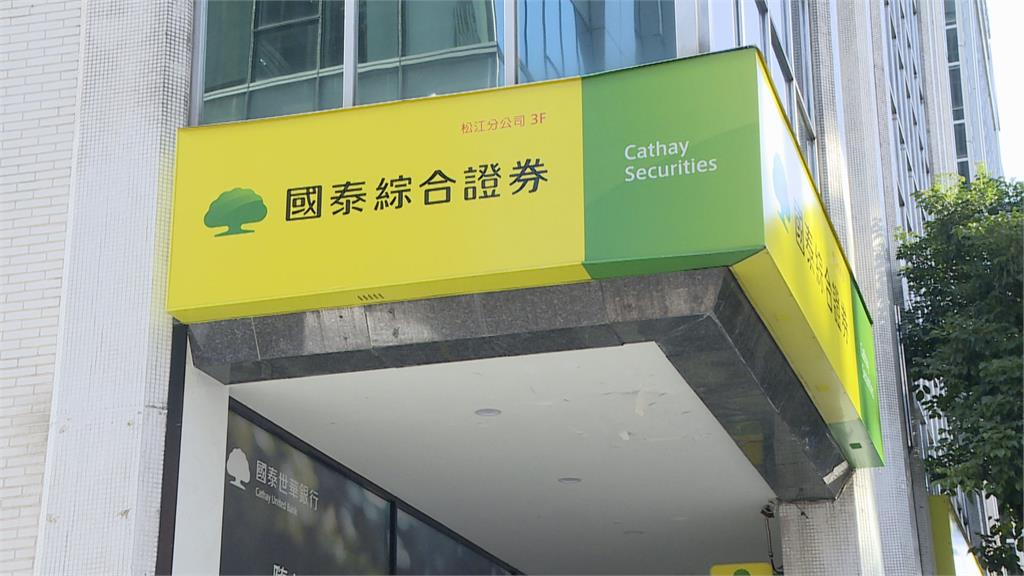 松江分公司 3F
國泰綜合證券
Cathay
Securities
國泰世華銀行
Cathay United Bank